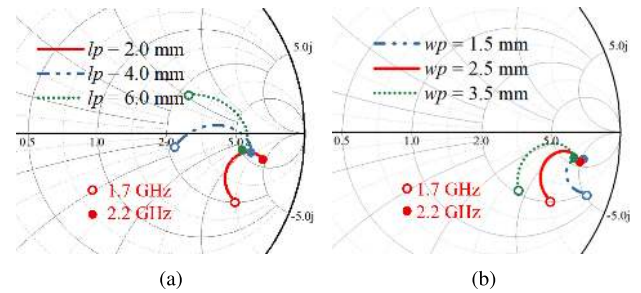 lp = 2.0 mm
lp = 4.0 mm
lp = 6.0 mm
5.0j
0.5 1.0 2.0 5.0
1.7 GHz
2.2 GHz
-5.0j
(a)
wp = 1.5 mm
wp = 2.5 mm
wp = 3.5 mm
5.0j
0.5 1.0 2.0 5.0
1.7 GHz
2.2 GHz
-5.0j
(b)